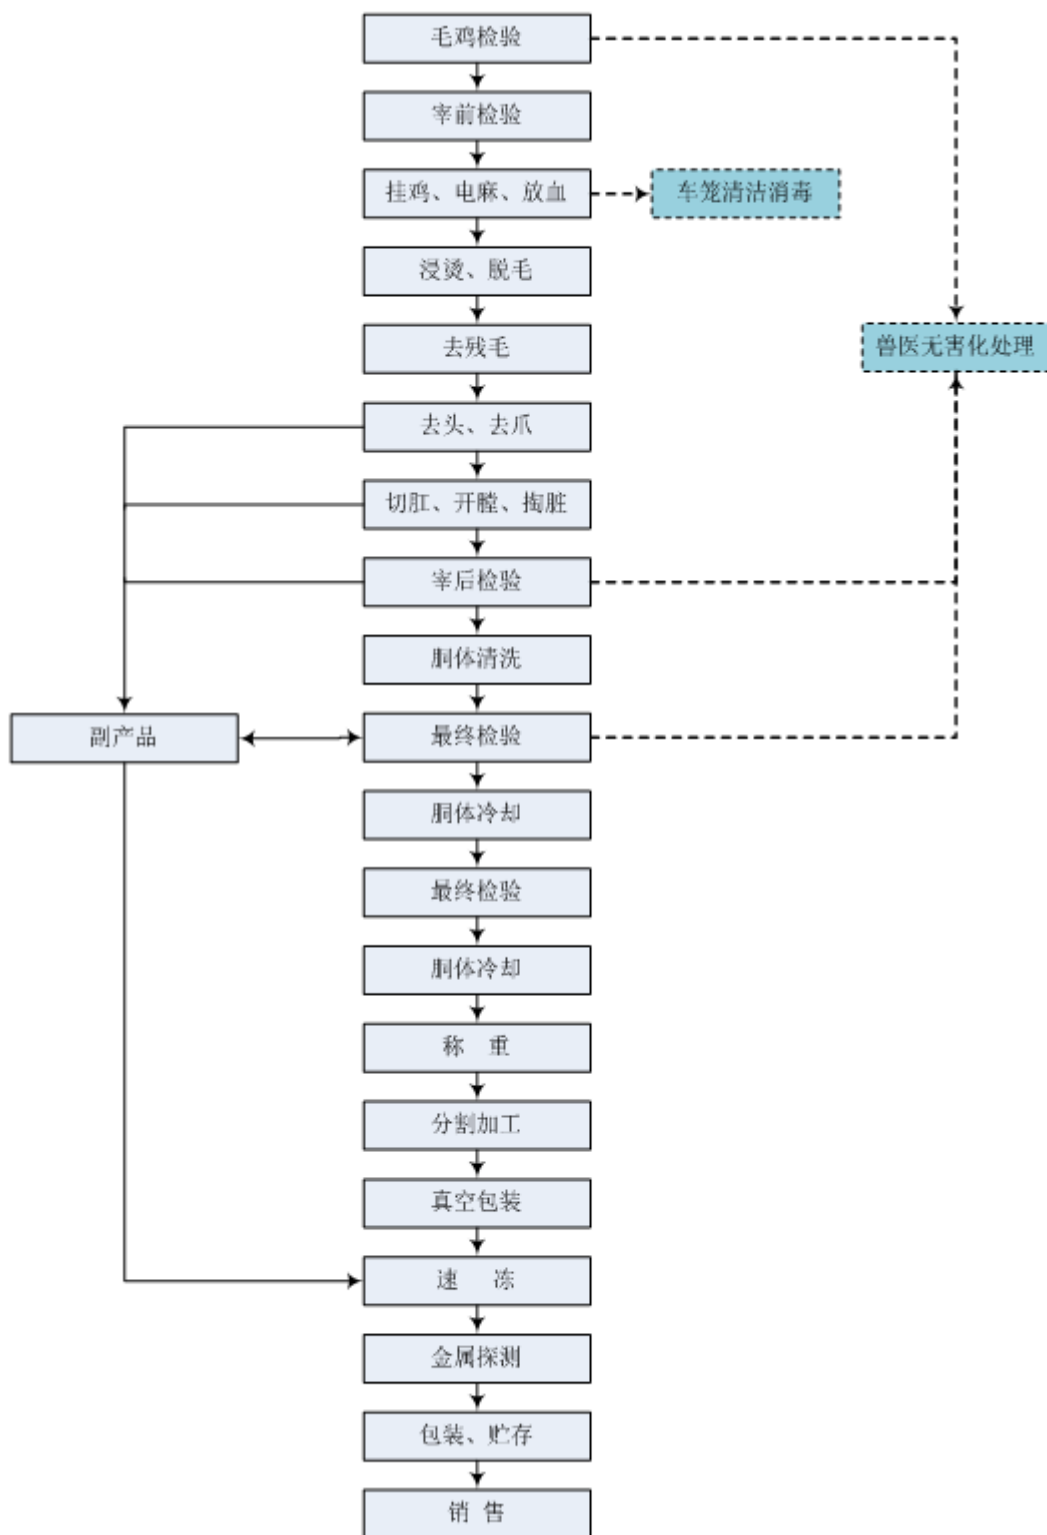 毛鸡检验
宰前检验
挂鸡、电麻、放血
车笼清洁消毒
浸烫、脱毛
去残毛
兽医无害化处理
去头、去爪
切肛、开膛、掏脏
宰后检验
胴体清洗
副产品
最终检验
胴体冷却
最终检验
胴体冷却
称 重
分割加工
真空包装
速 冻
金属探测
包装、贮存
销 售